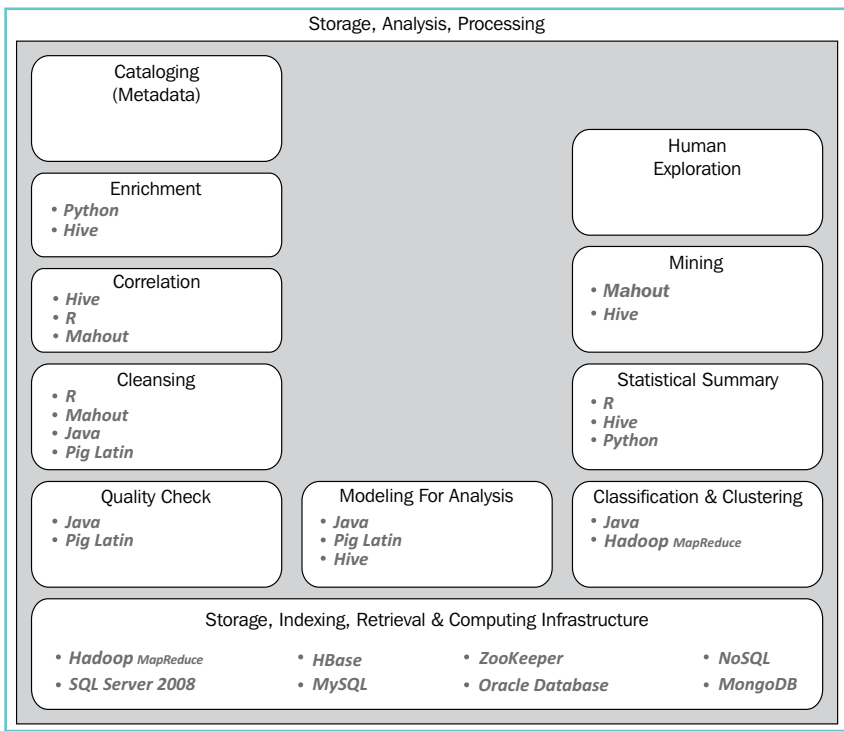 Storage, Analysis, Processing
Cataloging
(Metadata)
Enrichment
• Python
• Hive
Correlation
• Hive
• R
• Mahout
Cleansing
• R
• Mahout
• Java
• Pig Latin
Quality Check
• Java
• Pig Latin
Modeling For Analysis
• Java
• Pig Latin
• Hive
Human
Exploration
Mining
• Mahout
• Hive
Statistical Summary
• R
• Hive
• Python
Classification & Clustering
• Java
• Hadoop MapReduce
Storage, Indexing, Retrieval & Computing Infrastructure
• Hadoop MapReduce • HBase • ZooKeeper • NoSQL
• SQL Server 2008 • MySQL • Oracle Database • MongoDB